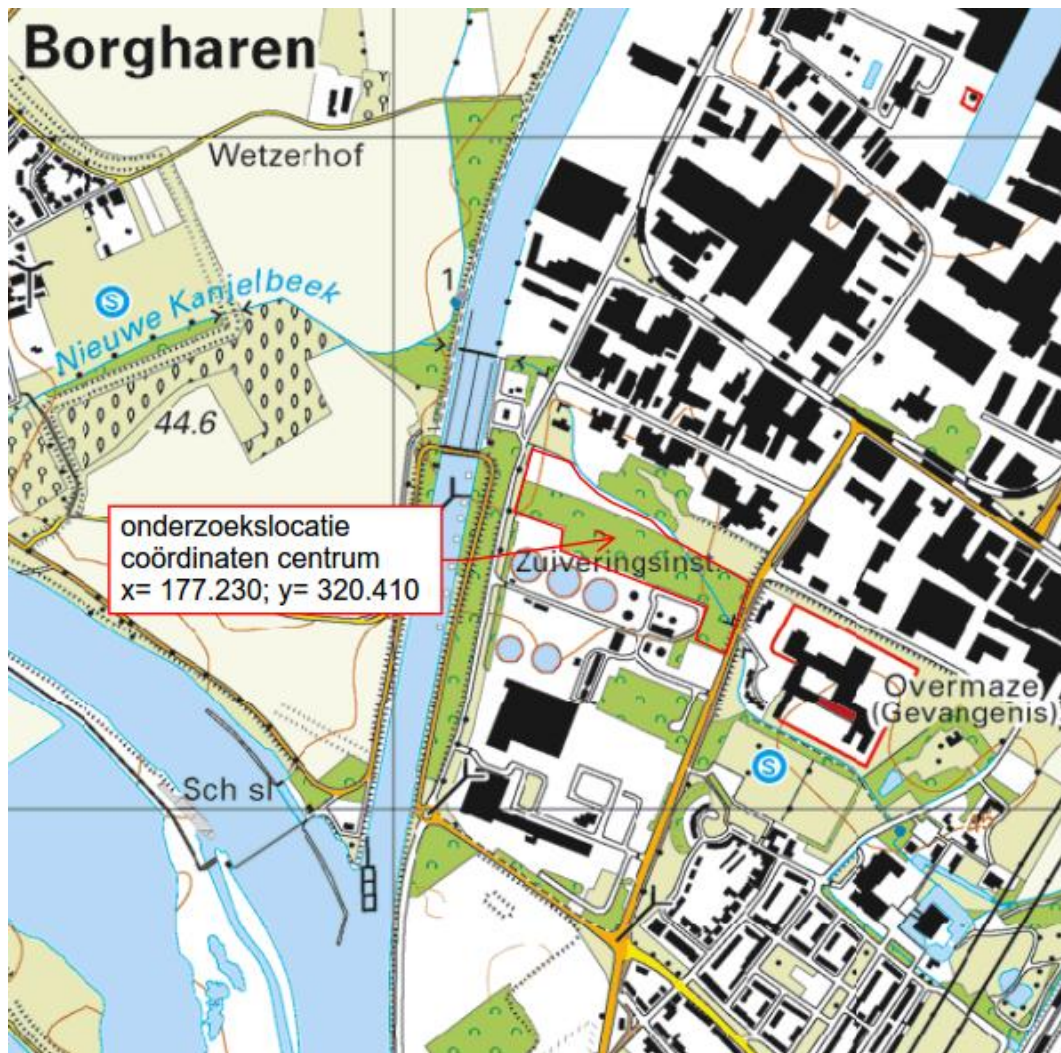 Borgharen
Wetzerhof
1
S
Nieuwe Kanjelbeek
44.6
onderzoekslocatie
coördinaten centrum
x= 177.230; y= 320.410
Zuiveringsinst.
Overmaze
(Gevangenis)
S
Sch sl
45